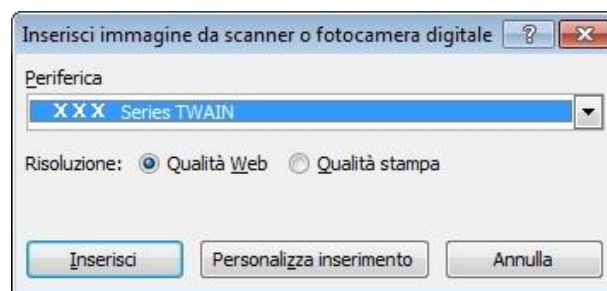 Inserisci immagine da scanner o fotocamera digitale ?
Periferica
XXX Series TWAIN
Risoluzione: Qualità Web Qualità stampa
Inserisci Personalizza inserimento Annulla